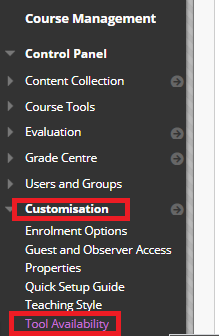 Course Management
Control Panel
Content Collection
Course Tools
Evaluation
Grade Centre
Users and Groups
Customisation
Enrolment Options
Guest and Observer Access
Properties
Quick Setup Guide
Teaching Style
Tool Availability